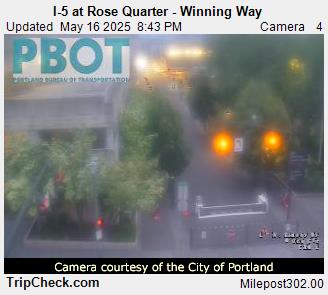 I-5 at Rose Quarter - Winning Way
Updated May 16 2025 8:43 PM Camera 4
PBOT
PORTLAND BUREAU OF TRANSPORTATION
Camera courtesy of the City of Portland
TripCheck.com Milepost302.00